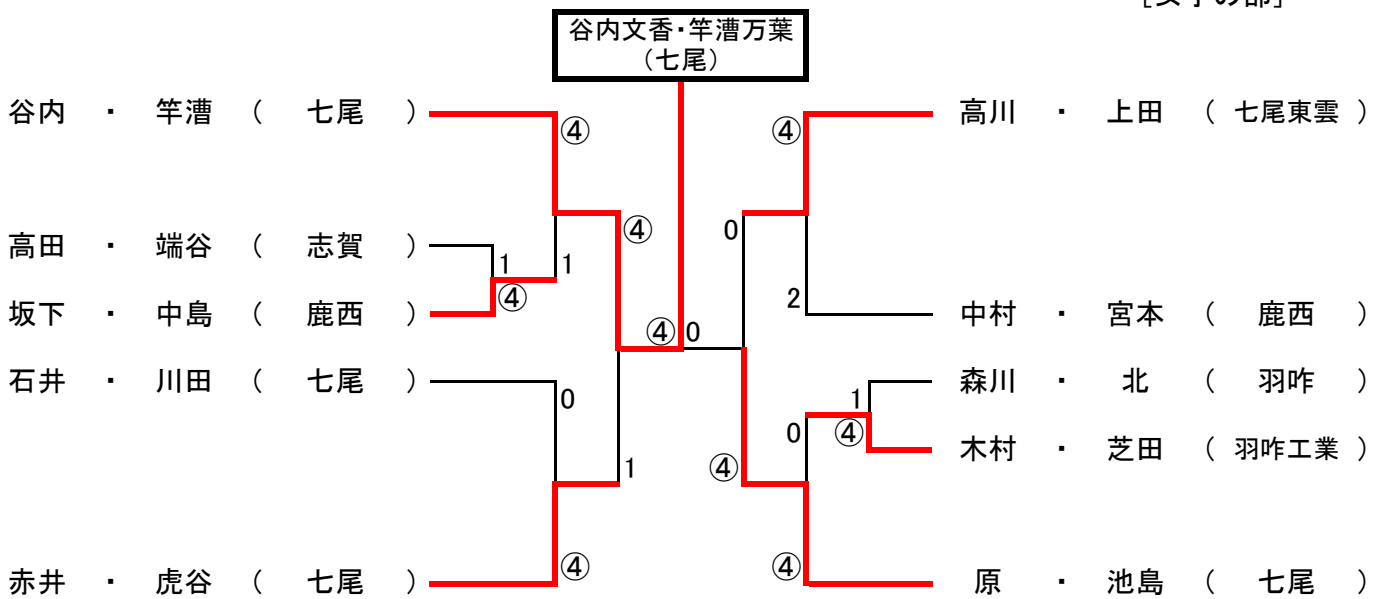 [女子の部]
谷内文香・竿漕万葉
(七尾)
谷内 ・ 竿漕 ( 七尾 ) ④ ④ 高川 ・ 上田 ( 七尾東雲 )
④ 0
高田 ・ 端谷 ( 志賀 ) 1 1
坂下 ・ 中島 ( 鹿西 ) ④ 2 中村 ・ 宮本 ( 鹿西 )
④ 0
石井 ・ 川田 ( 七尾 ) 0 1 森川 ・ 北 ( 羽咋 )
0 ④ 木村 ・ 芝田 ( 羽咋工業 )
1 ④
赤井 ・ 虎谷 ( 七尾 ) ④ ④ 原 ・ 池島 ( 七尾 )